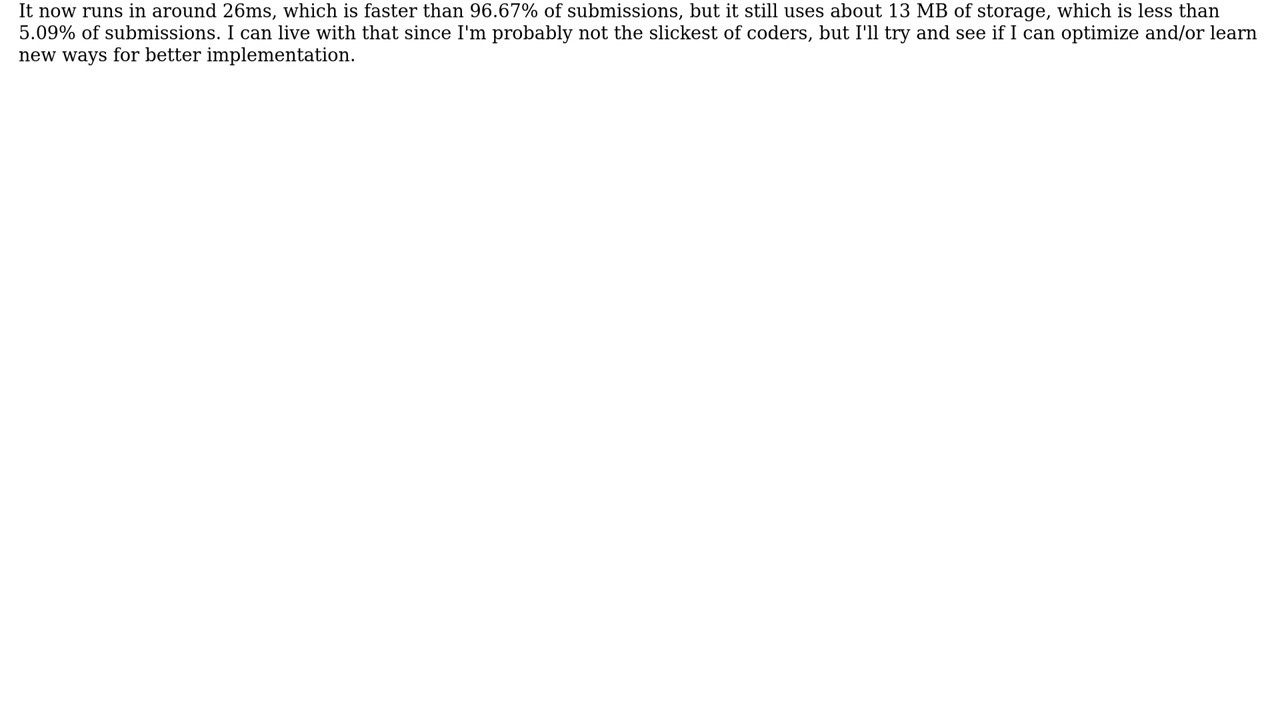 It now runs in around 26ms, which is faster than 96.67% of submissions, but it still uses about 13 MB of storage, which is less than
5.09% of submissions. I can live with that since I'm probably not the slickest of coders, but I'll try and see if I can optimize and/or learn
new ways for better implementation.